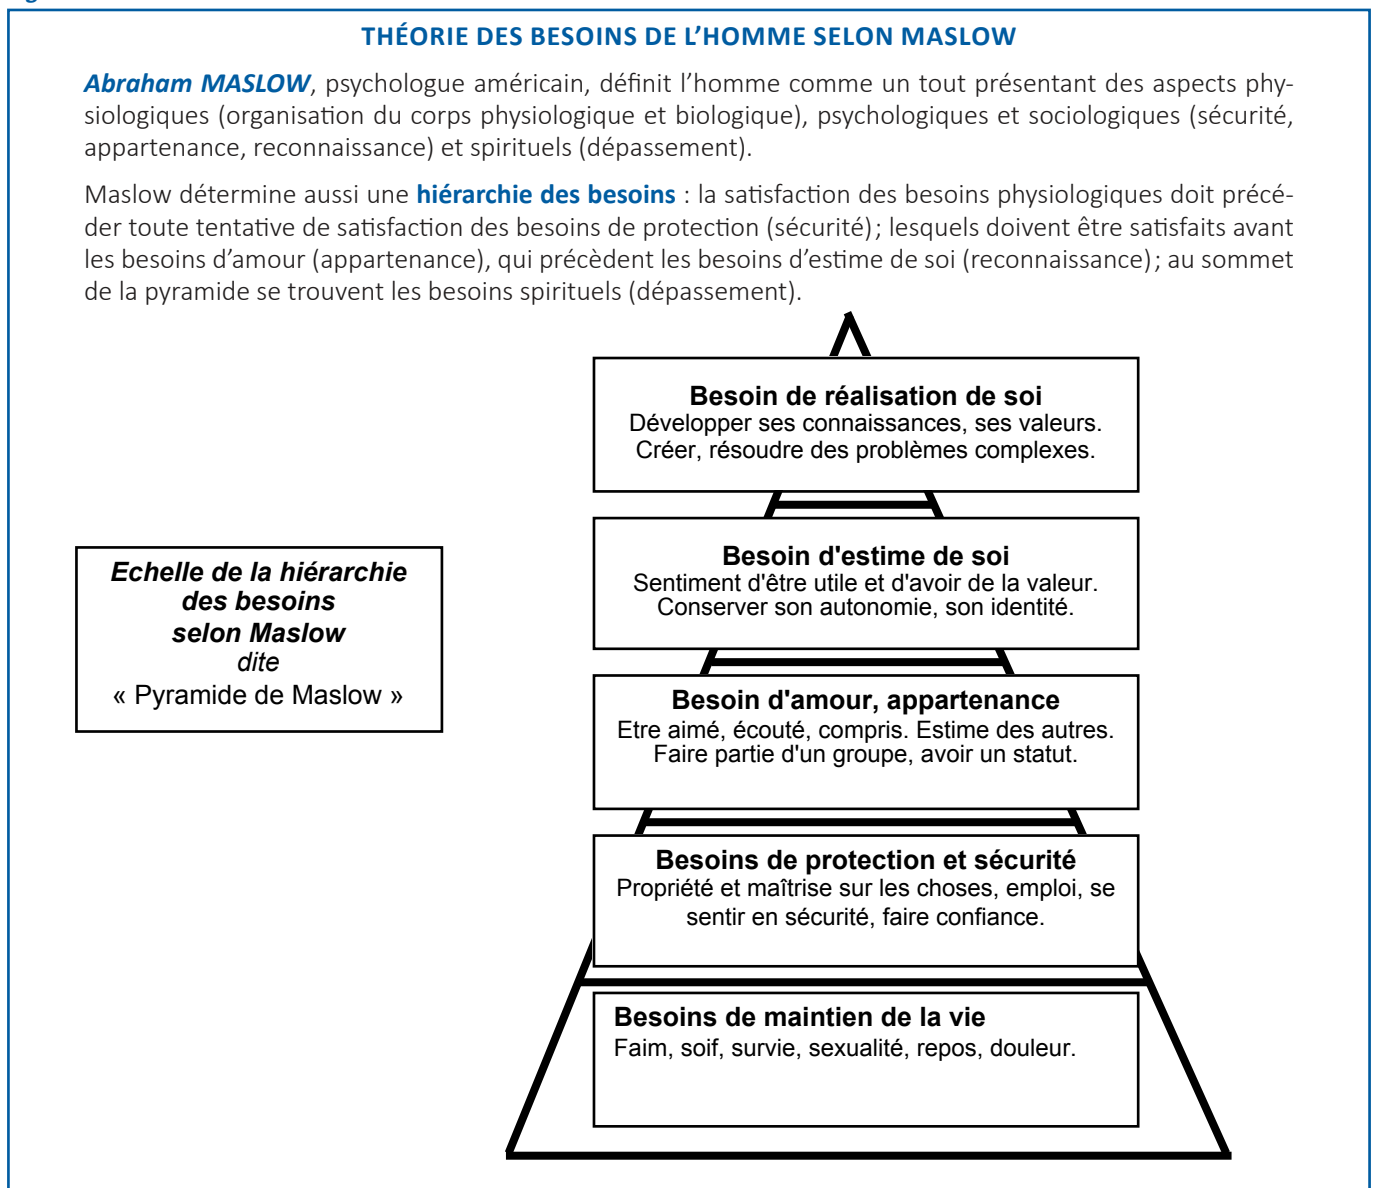 THÉORIE DES BESOINS DE L'HOMME SELON MASLOW
Abraham MASLOW, psychologue américain, définit l'homme comme un tout présentant des aspects phy-
siologiques (organisation du corps physiologique et biologique), psychologiques et sociologiques (sécurité,
appartenance, reconnaissance) et spirituels (dépassement).
Maslow détermine aussi une hiérarchie des besoins : la satisfaction des besoins physiologiques doit précé-
der toute tentative de satisfaction des besoins de protection (sécurité) ; lesquels doivent être satisfaits avant
les besoins d'amour (appartenance), qui précèdent les besoins d'estime de soi (reconnaissance) ; au sommet
de la pyramide se trouvent les besoins spirituels (dépassement).
Besoin de réalisation de soi
Développer ses connaissances, ses valeurs.
Créer, résoudre des problèmes complexes.
Besoin d'estime de soi
Sentiment d'être utile et d'avoir de la valeur.
Conserver son autonomie, son identité.
Echelle de la hiérarchie
des besoins
selon Maslow
dite
« Pyramide de Maslow »
Besoin d'amour, appartenance
Etre aimé, écouté, compris. Estime des autres.
Faire partie d'un groupe, avoir un statut.
Besoins de protection et sécurité
Propriété et maîtrise sur les choses, emploi, se
sentir en sécurité, faire confiance.
Besoins de maintien de la vie
Faim, soif, survie, sexualité, repos, douleur.